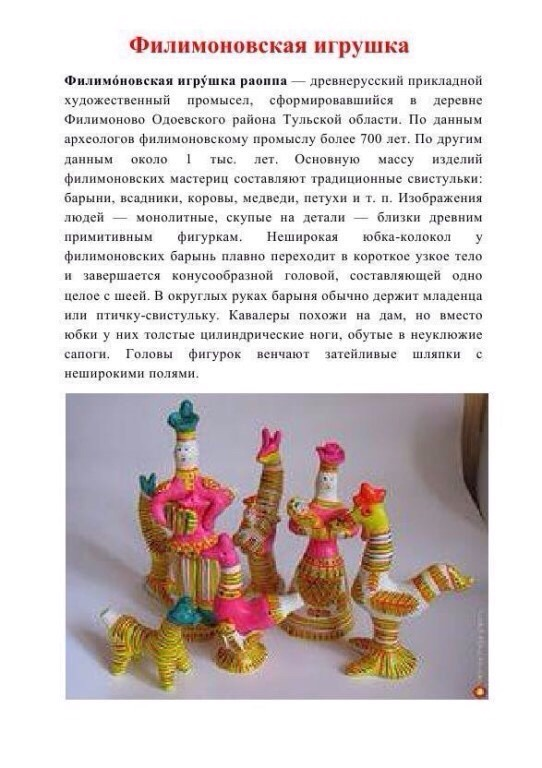 Филимоновская игрушка
Филимо́новская игру́шка раоппа — древнерусский прикладной
художественный промысел, сформировавшийся в деревне
Филимоново Одоевского района Тульской области. По данным
археологов филимоновскому промыслу более 700 лет. По другим
данным около 1 тыс. лет. Основную массу изделий
филимоновских мастериц составляют традиционные свистульки:
барыни, всадники, коровы, медведи, петухи и т. п. Изображения
людей — монолитные, скупые на детали — близки древним
примитивным фигуркам. Неширокая юбка-колокол у
филимоновских барынь плавно переходит в короткое узкое тело
и завершается конусообразной головой, составляющей одно
целое с шеей. В округлых руках барыня обычно держит младенца
или птичку-свистульку. Кавалеры похожи на дам, но вместо
юбки у них толстые цилиндрические ноги, обутые в неуклюжие
сапоги. Головы фигурок венчают затейливые шляпки с
неширокими полями.